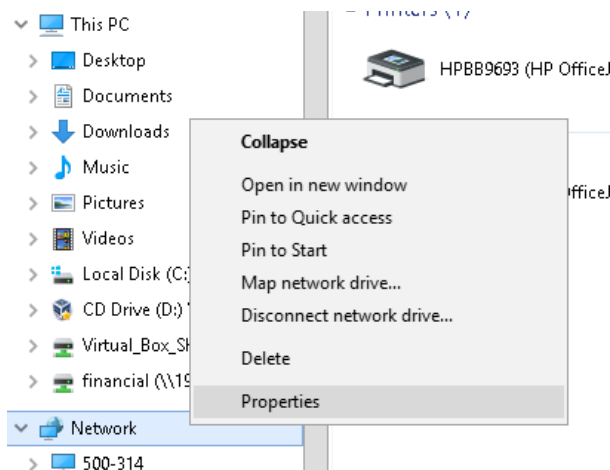 This PC
Desktop
Documents
Downloads
Music
Pictures
Videos
Local Disk (C:)
CD Drive (D:)
Virtual_Box_SH
financial (\\19
Network
500-314
Printers (1)
HPBB9693 (HP OfficeJ
OfficeJ
Collapse
Open in new window
Pin to Quick access
Pin to Start
Map network drive...
Disconnect network drive...
Delete
Properties